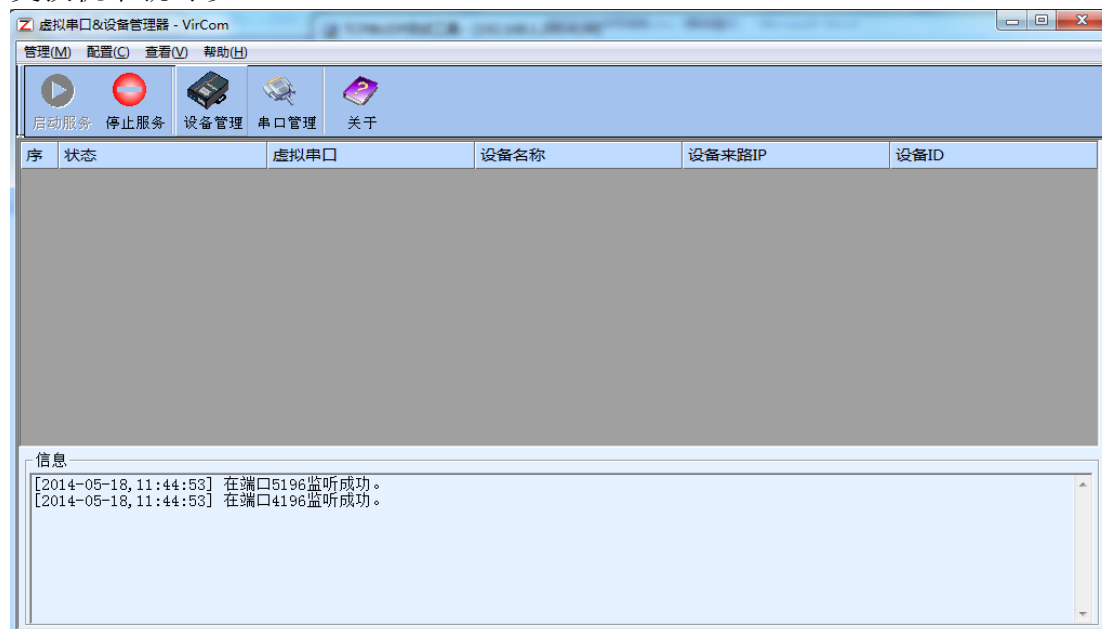 虚拟串口&设备管理器 - VirCom
管理(M) 配置(C) 查看(V) 帮助(H)
启动服务 停止服务 设备管理 串口管理 关于
序 状态 虚拟串口 设备名称 设备来路IP 设备ID
信息
[2014-05-18,11:44:53] 在端口5196监听成功。
[2014-05-18,11:44:53] 在端口4196监听成功。